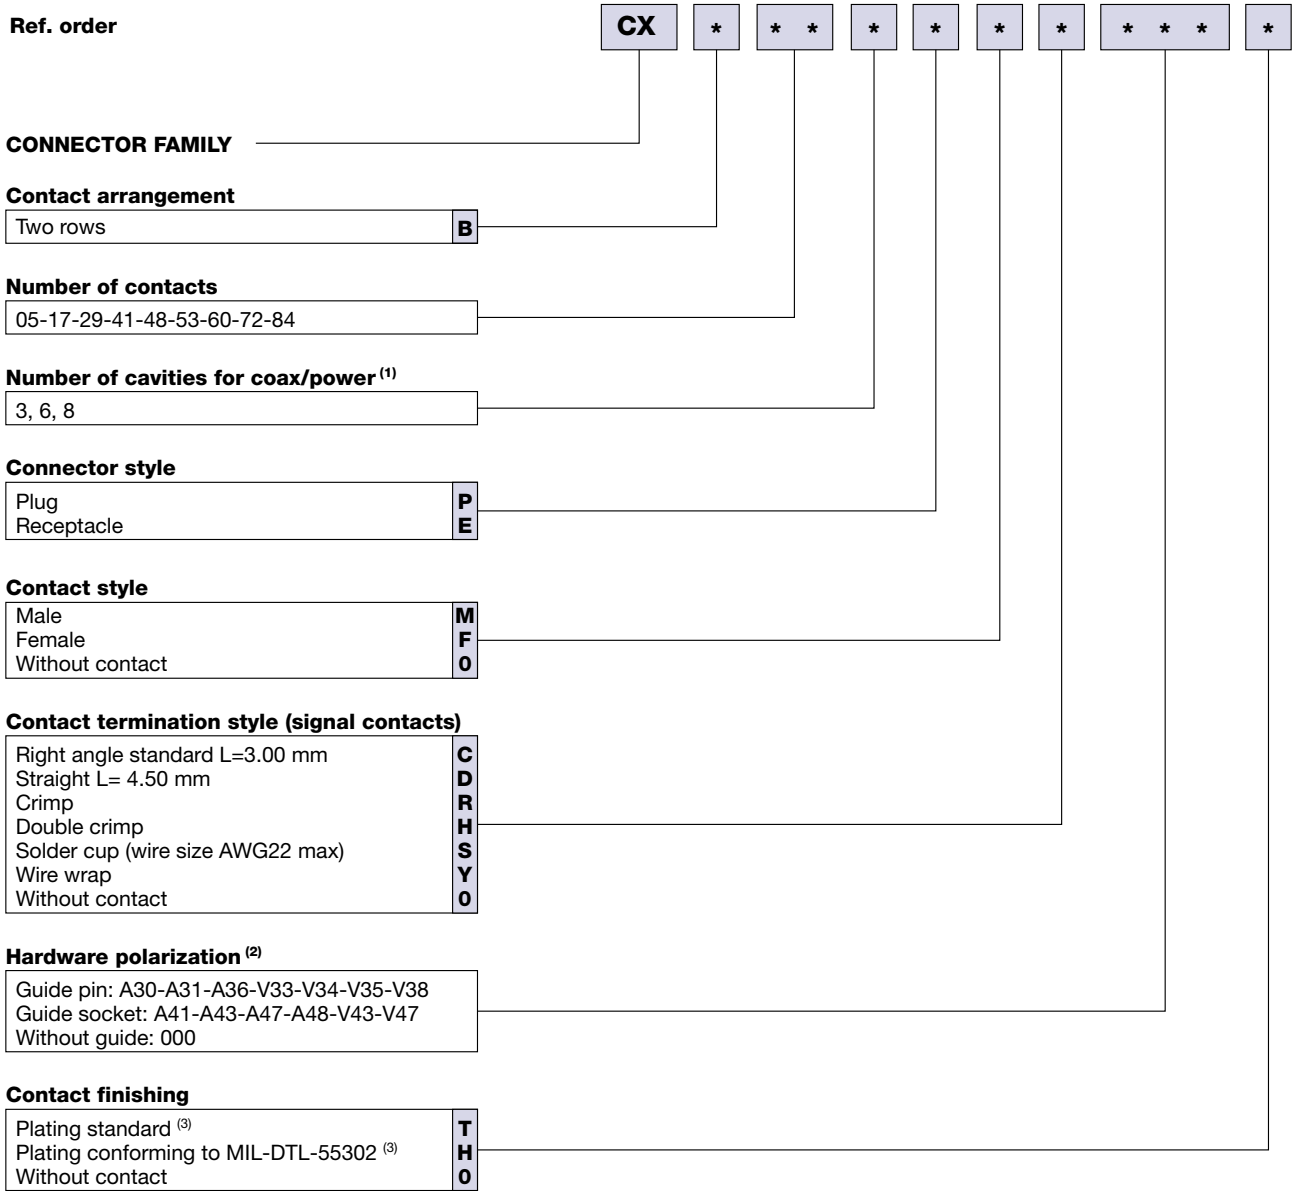 Ref. order CX * * * * * * * * * * *
CONNECTOR FAMILY
Contact arrangement
Two rows B
Number of contacts
05-17-29-41-48-53-60-72-84
Number of cavities for coax/power (1)
3, 6, 8
Connector style
Plug P
Receptacle E
Contact style
Male M
Female F
Without contact 0
Contact termination style (signal contacts)
Right angle standard L=3.00 mm C
Straight L= 4.50 mm D
Crimp R
Double crimp H
Solder cup (wire size AWG22 max) S
Wire wrap Y
Without contact 0
Hardware polarization (2)
Guide pin: A30-A31-A36-V33-V34-V35-V38
Guide socket: A41-A43-A47-A48-V43-V47
Without guide: 000
Contact finishing
Plating standard (3) T
Plating conforming to MIL-DTL-55302 (3) H
Without contact 0